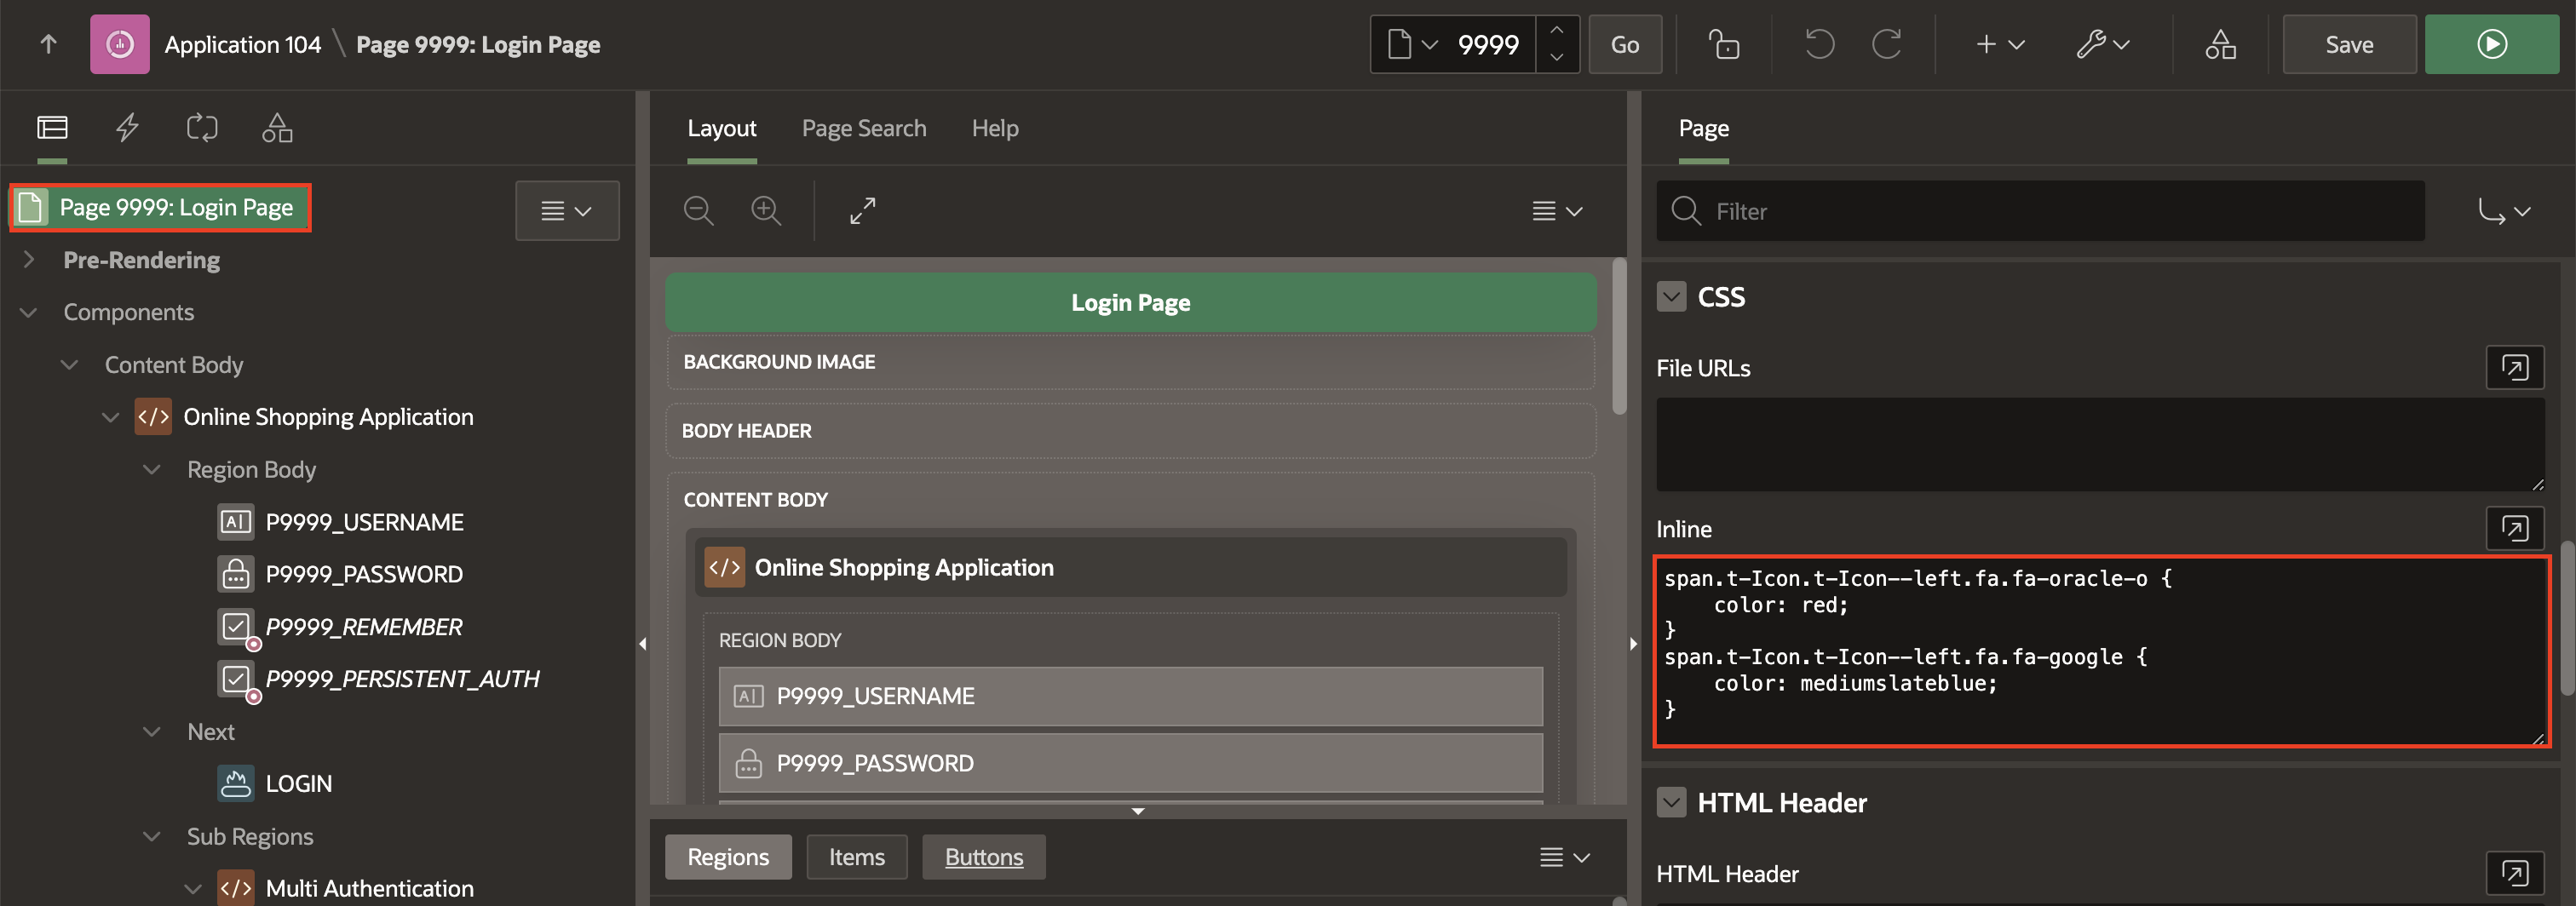 Application 104 \ Page 9999: Login Page
9999
Go
Save
Layout
Page Search
Help
Page
Page 9999: Login Page
Pre-Rendering
Components
Content Body
Online Shopping Application
Region Body
P9999_USERNAME
P9999_PASSWORD
P9999_REMEMBER
P9999_PERSISTENT_AUTH
Next
LOGIN
Sub Regions
Multi Authentication
Login Page
BACKGROUND IMAGE
BODY HEADER
CONTENT BODY
Online Shopping Application
REGION BODY
P9999_USERNAME
P9999_PASSWORD
Regions
Items
Buttons
Filter
CSS
File URLs
Inline
span.t-Icon.t-Icon--left.fa.fa-oracle-o {
    color: red;
}
span.t-Icon.t-Icon--left.fa.fa-google {
    color: mediumslateblue;
}
HTML Header
HTML Header